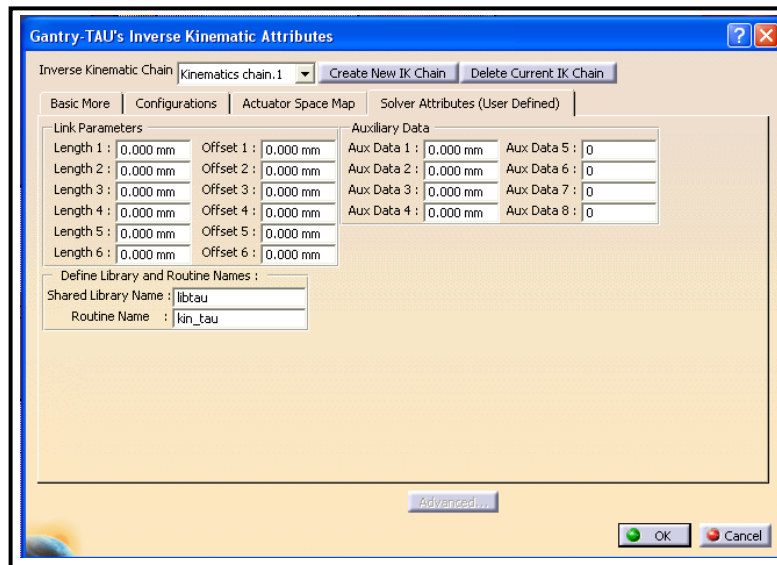 Gantry-TAU's Inverse Kinematic Attributes
Inverse Kinematic Chain Kinematics chain.1 Create New IK Chain Delete Current IK Chain
Basic More Configurations Actuator Space Map Solver Attributes (User Defined)
Link Parameters Auxiliary Data
Length 1 : 0.000 mm Offset 1 : 0.000 mm Aux Data 1 : 0.000 mm Aux Data 5 : 0
Length 2 : 0.000 mm Offset 2 : 0.000 mm Aux Data 2 : 0.000 mm Aux Data 6 : 0
Length 3 : 0.000 mm Offset 3 : 0.000 mm Aux Data 3 : 0.000 mm Aux Data 7 : 0
Length 4 : 0.000 mm Offset 4 : 0.000 mm Aux Data 4 : 0.000 mm Aux Data 8 : 0
Length 5 : 0.000 mm Offset 5 : 0.000 mm
Length 6 : 0.000 mm Offset 6 : 0.000 mm
Define Library and Routine Names :
Shared Library Name : libtau
Routine Name : kin_tau
Advanced...
OK Cancel